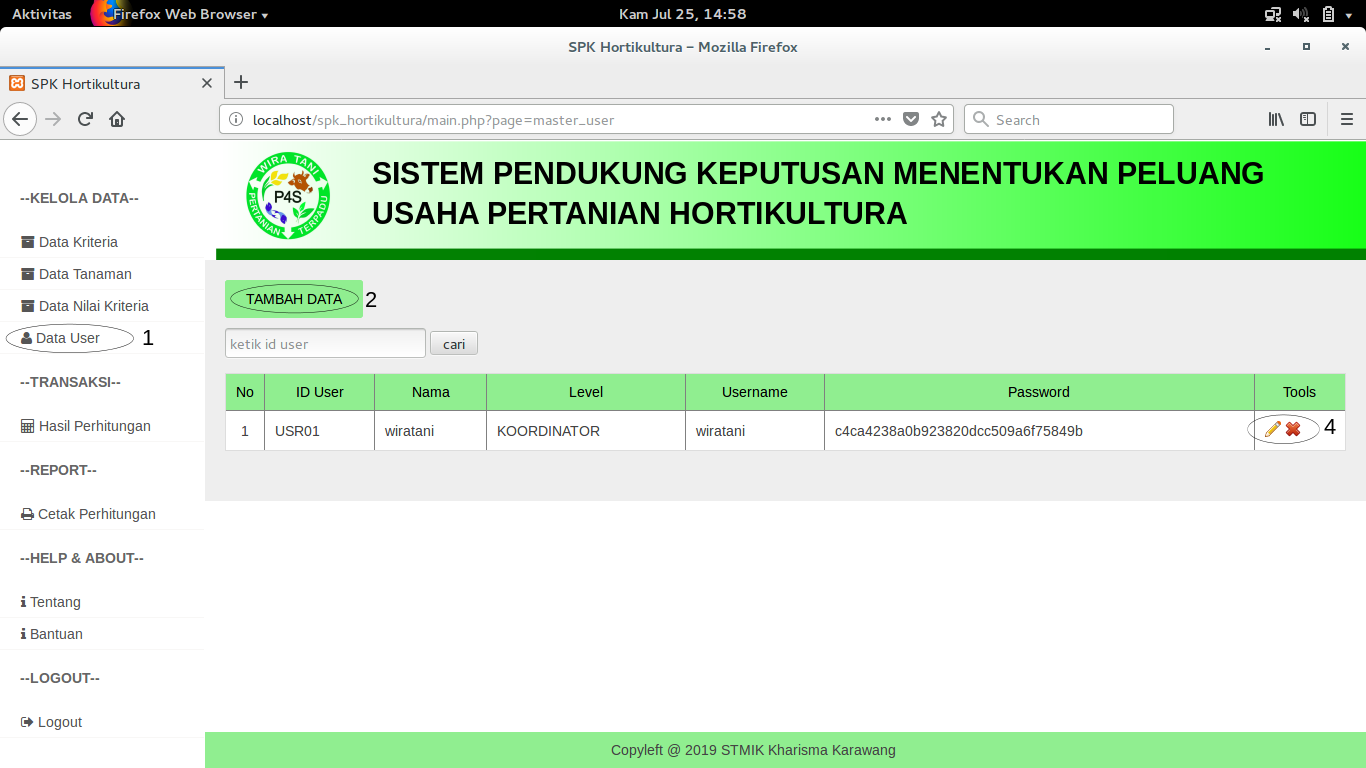 Aktivitas Firefox Web Browser Kam Jul 25, 14:58
SPK Hortikultura – Mozilla Firefox
SPK Hortikultura
localhost/spk_hortikultura/main.php?page=master_user Search
WIRA TANI
P4S
PERTANIAN TERPADU
SISTEM PENDUKUNG KEPUTUSAN MENENTUKAN PELUANG
USAHA PERTANIAN HORTIKULTURA
--KELOLA DATA--
Data Kriteria
Data Tanaman
Data Nilai Kriteria
Data User 1
--TRANSAKSI--
Hasil Perhitungan
--REPORT--
Cetak Perhitungan
--HELP & ABOUT--
Tentang
Bantuan
--LOGOUT--
Logout
TAMBAH DATA 2
ketik id user cari
No ID User Nama Level Username Password Tools
1 USR01 wiratani KOORDINATOR wiratani c4ca4238a0b923820dcc509a6f75849b 4
Copyleft @ 2019 STMIK Kharisma Karawang